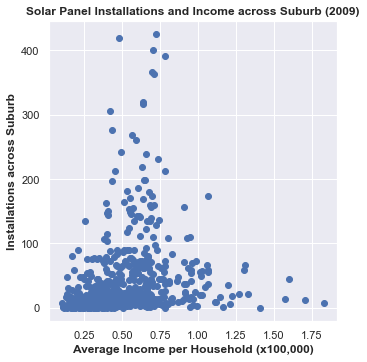 Solar Panel Installations and Income across Suburb (2009)
Installations across Suburb
400
300
200
100
0
0.25 0.50 0.75 1.00 1.25 1.50 1.75
Average Income per Household (x100,000)